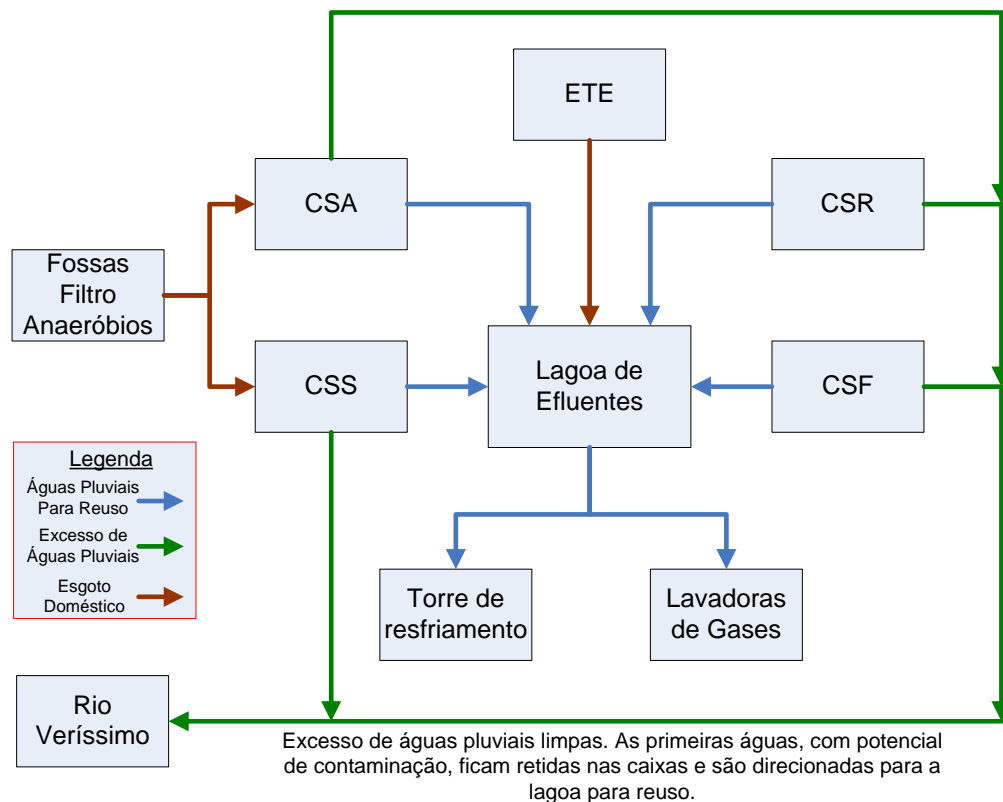 ETE
CSA
CSR
Fossas
Filtro
Anaeróbios
CSS
Lagoa de
Efluentes
CSF
Legenda
Águas Pluviais
Para Reuso
Excesso de
Águas Pluviais
Esgoto
Doméstico
Torre de
resfriamento
Lavadoras
de Gases
Rio
Veríssimo
Excesso de águas pluviais limpas. As primeiras águas, com potencial
de contaminação, ficam retidas nas caixas e são direcionadas para a
lagoa para reuso.